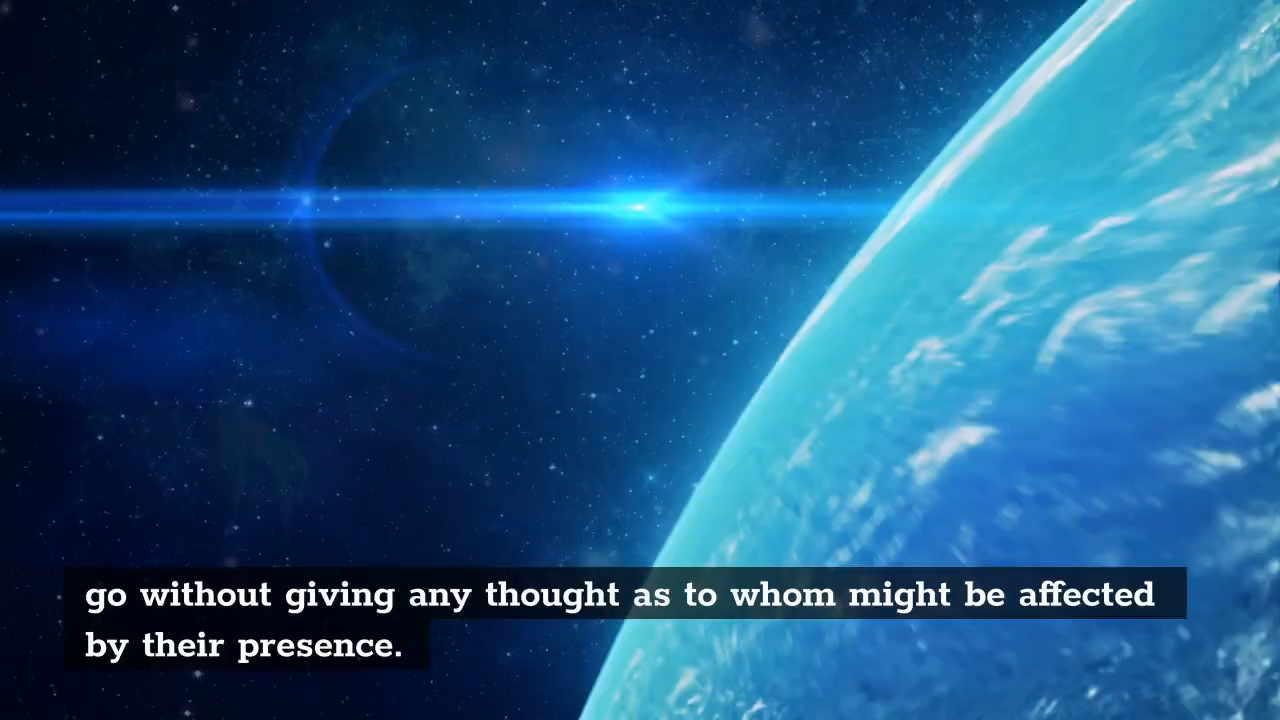 go without giving any thought as to whom might be affected
by their presence.